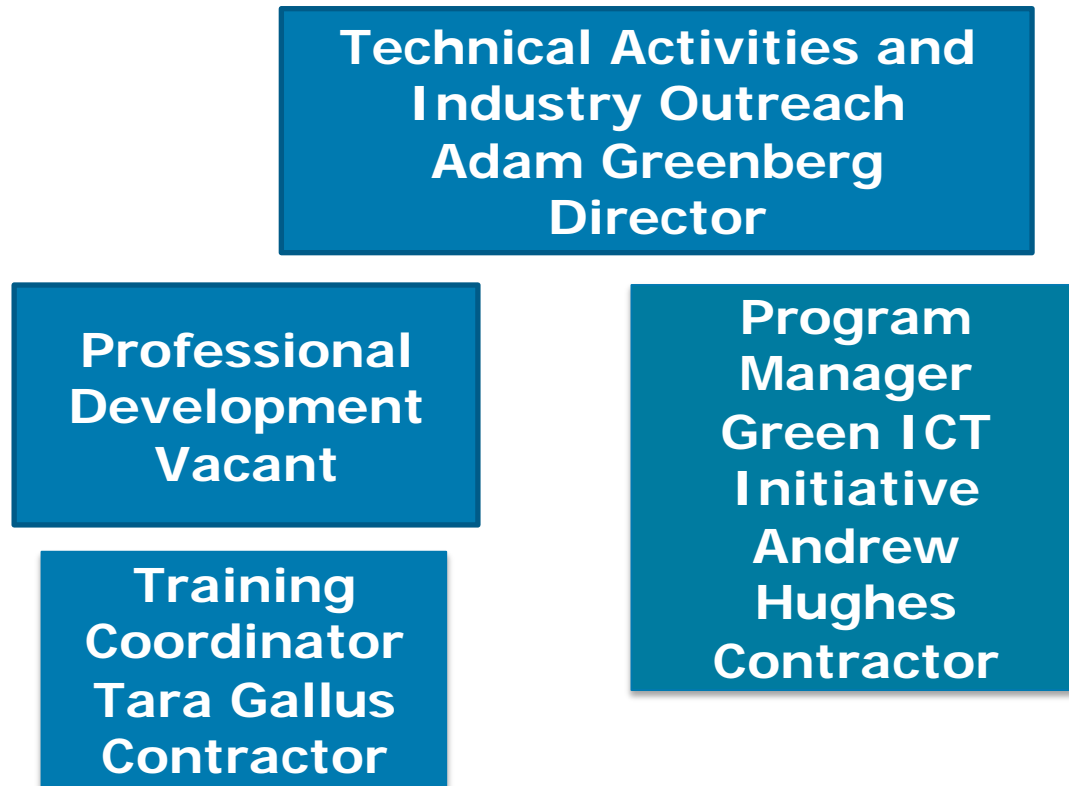 Technical Activities and
Industry Outreach
Adam Greenberg
Director
Professional
Development
Vacant
Training
Coordinator
Tara Gallus
Contractor
Program
Manager
Green ICT
Initiative
Andrew
Hughes
Contractor